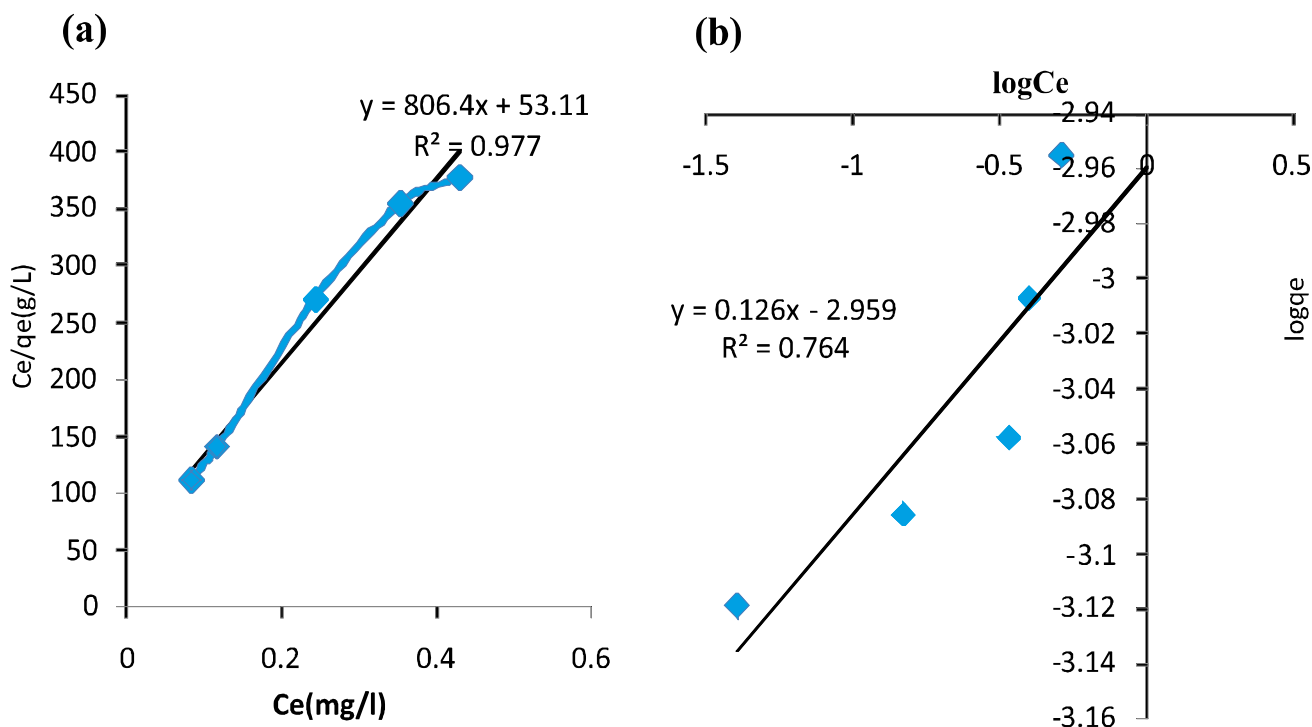 (a)
450
400
350
300
250
200
150
100
50
0
Ce/qe(g/L)
y = 806.4x + 53.11
R² = 0.977
0 0.2 0.4 0.6
Ce(mg/l)
(b)
logCe
-1.5 -1 -0.5 0 0.5
-2.94
-2.96
-2.98
-3
-3.02
-3.04
-3.06
-3.08
-3.1
-3.12
-3.14
-3.16
logqe
y = 0.126x - 2.959
R² = 0.764